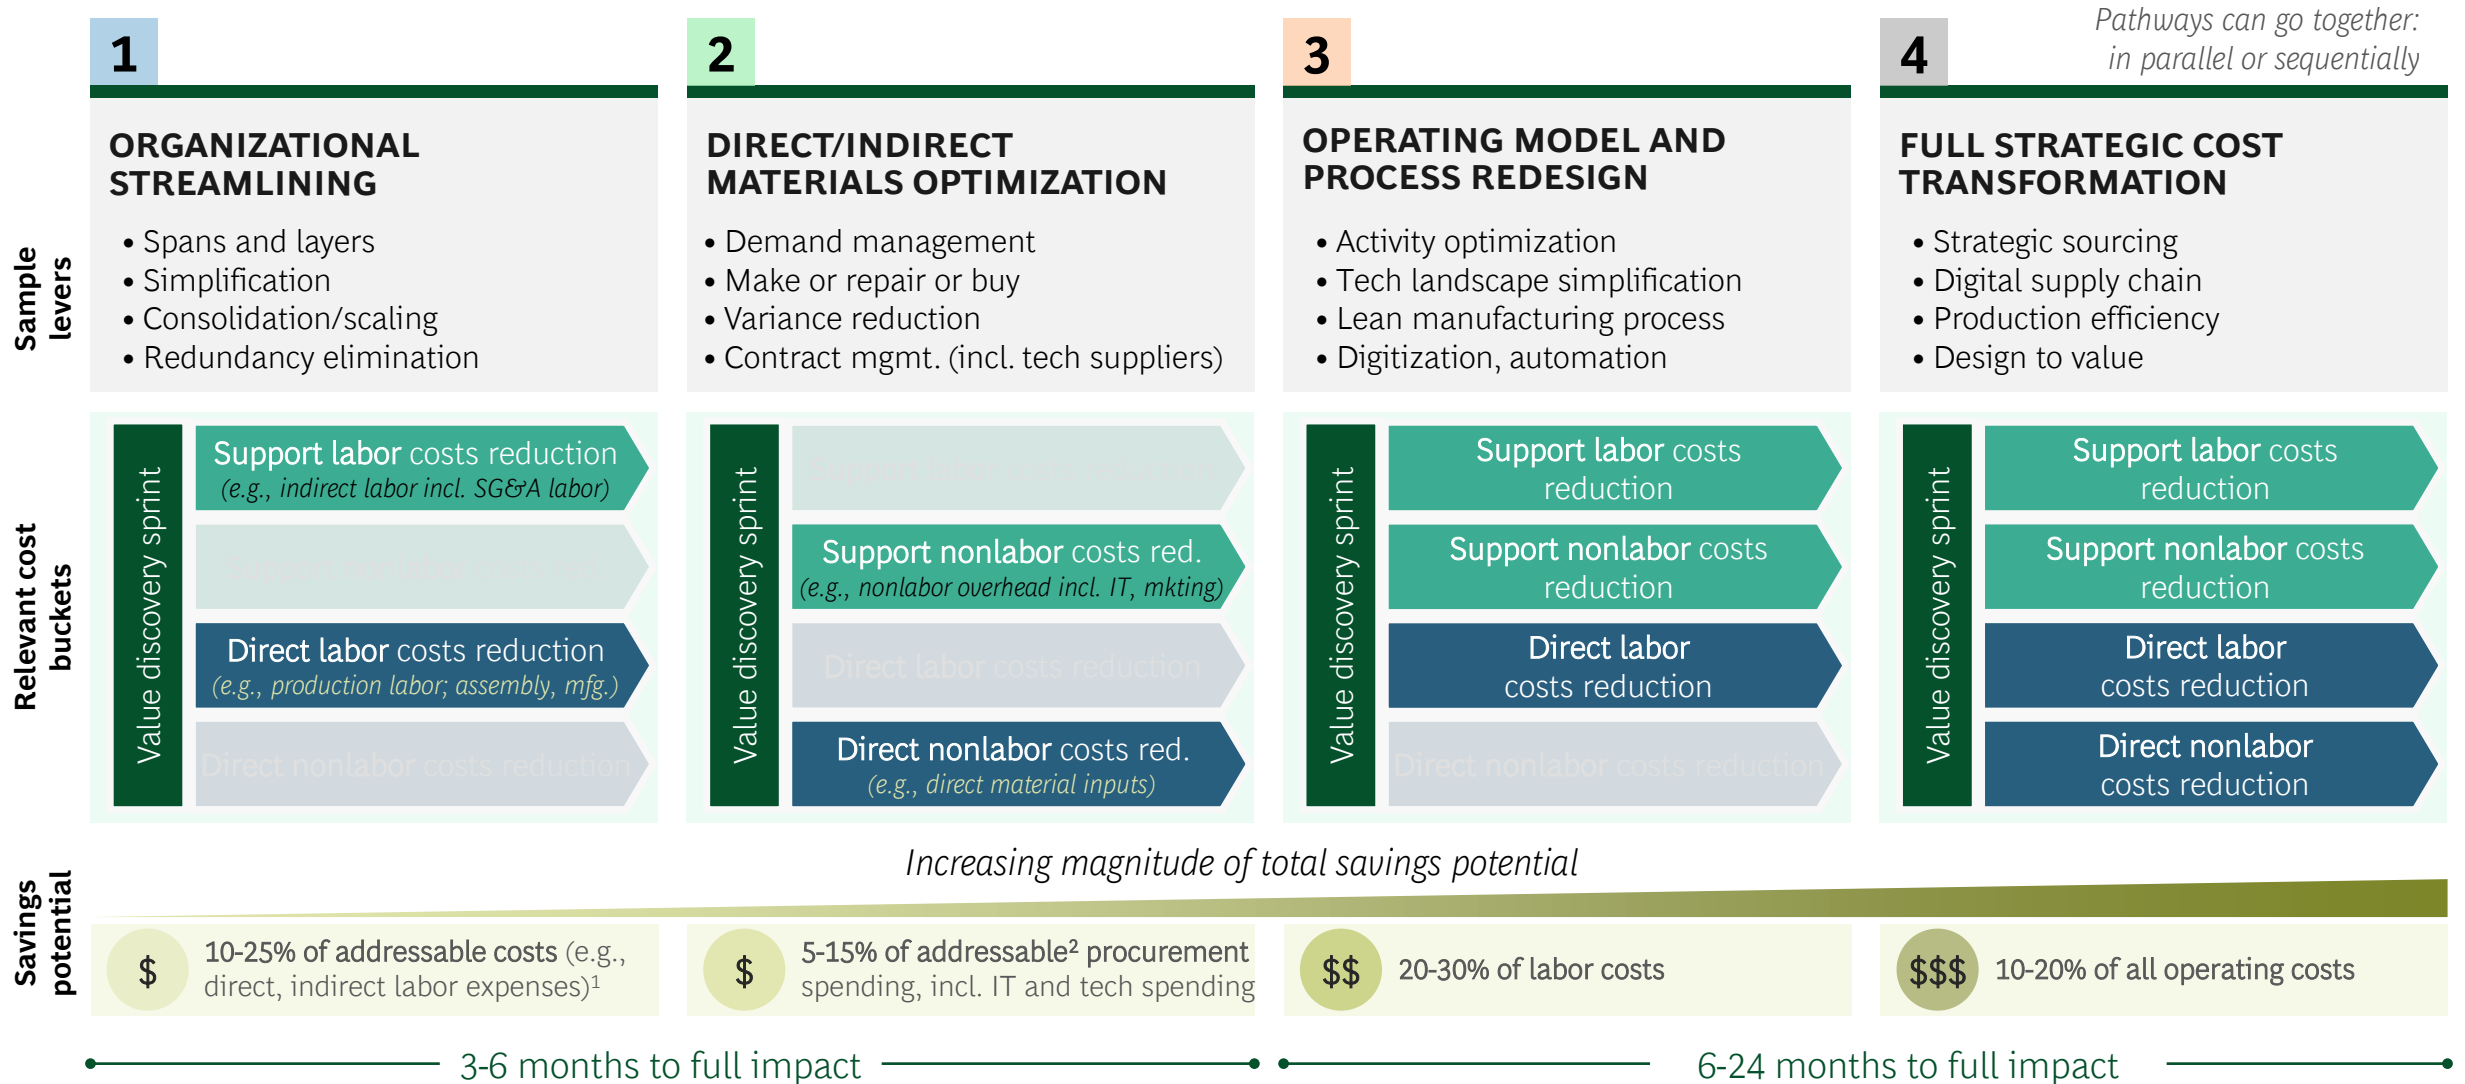 Pathways can go together:
in parallel or sequentially
1
ORGANIZATIONAL
STREAMLINING
• Spans and layers
• Simplification
• Consolidation/scaling
• Redundancy elimination
2
DIRECT/INDIRECT
MATERIALS OPTIMIZATION
• Demand management
• Make or repair or buy
• Variance reduction
• Contract mgmt. (incl. tech suppliers)
3
OPERATING MODEL AND
PROCESS REDESIGN
• Activity optimization
• Tech landscape simplification
• Lean manufacturing process
• Digitization, automation
4
FULL STRATEGIC COST
TRANSFORMATION
• Strategic sourcing
• Digital supply chain
• Production efficiency
• Design to value
Sample
levers
Relevant cost
buckets
Value discovery sprint
Support labor costs reduction
(e.g., indirect labor incl. SG&A labor)
Direct labor costs reduction
(e.g., production labor; assembly, mfg.)
Direct nonlabor costs reduction
Value discovery sprint
Support nonlabor costs red.
(e.g., nonlabor overhead incl. IT, mkting)
Direct labor costs reduction
Direct nonlabor costs red.
(e.g., direct material inputs)
Value discovery sprint
Support labor costs
reduction
Support nonlabor costs
reduction
Direct labor
costs reduction
Direct nonlabor costs reduction
Value discovery sprint
Support labor costs
reduction
Support nonlabor costs
reduction
Direct labor
costs reduction
Direct nonlabor
costs reduction
Increasing magnitude of total savings potential
Savings
potential
$
10-25% of addressable costs (e.g.,
direct, indirect labor expenses)¹
$
5-15% of addressable² procurement
spending, incl. IT and tech spending
$$
20-30% of labor costs
$$$
10-20% of all operating costs
3-6 months to full impact
6-24 months to full impact